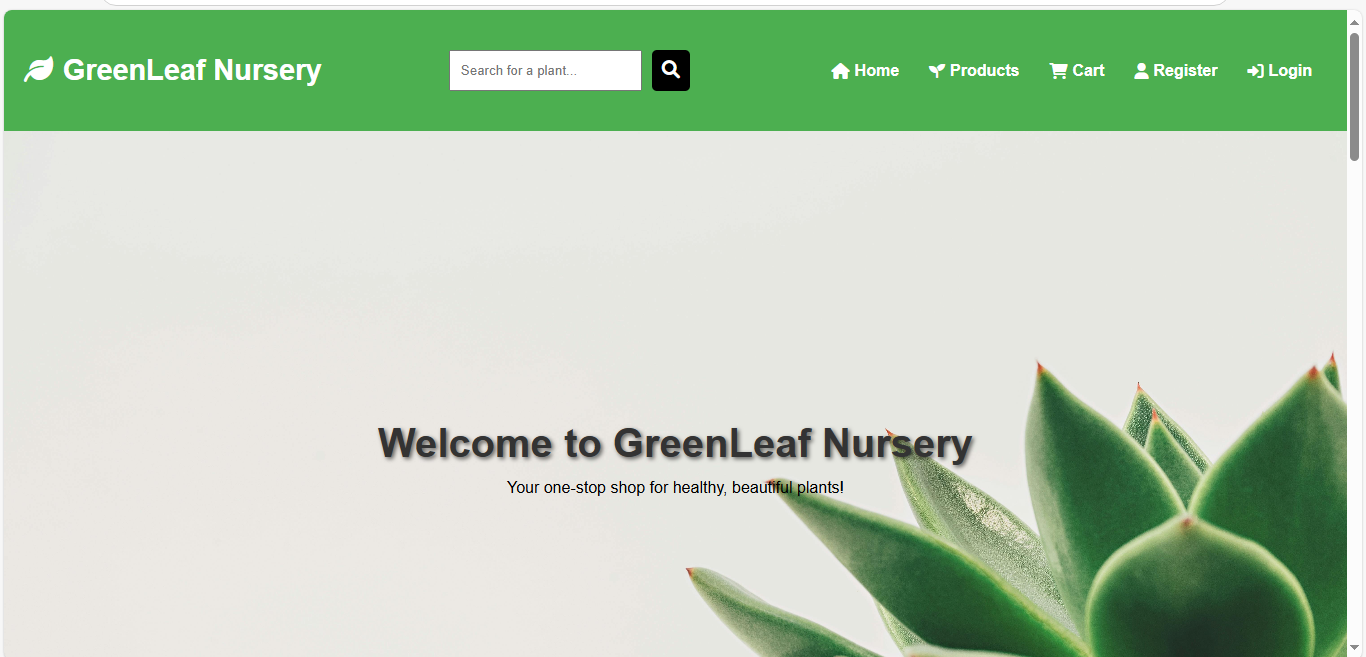 GreenLeaf Nursery
Search for a plant...
Home
Products
Cart
Register
Login
Welcome to GreenLeaf Nursery
Your one-stop shop for healthy, beautiful plants!